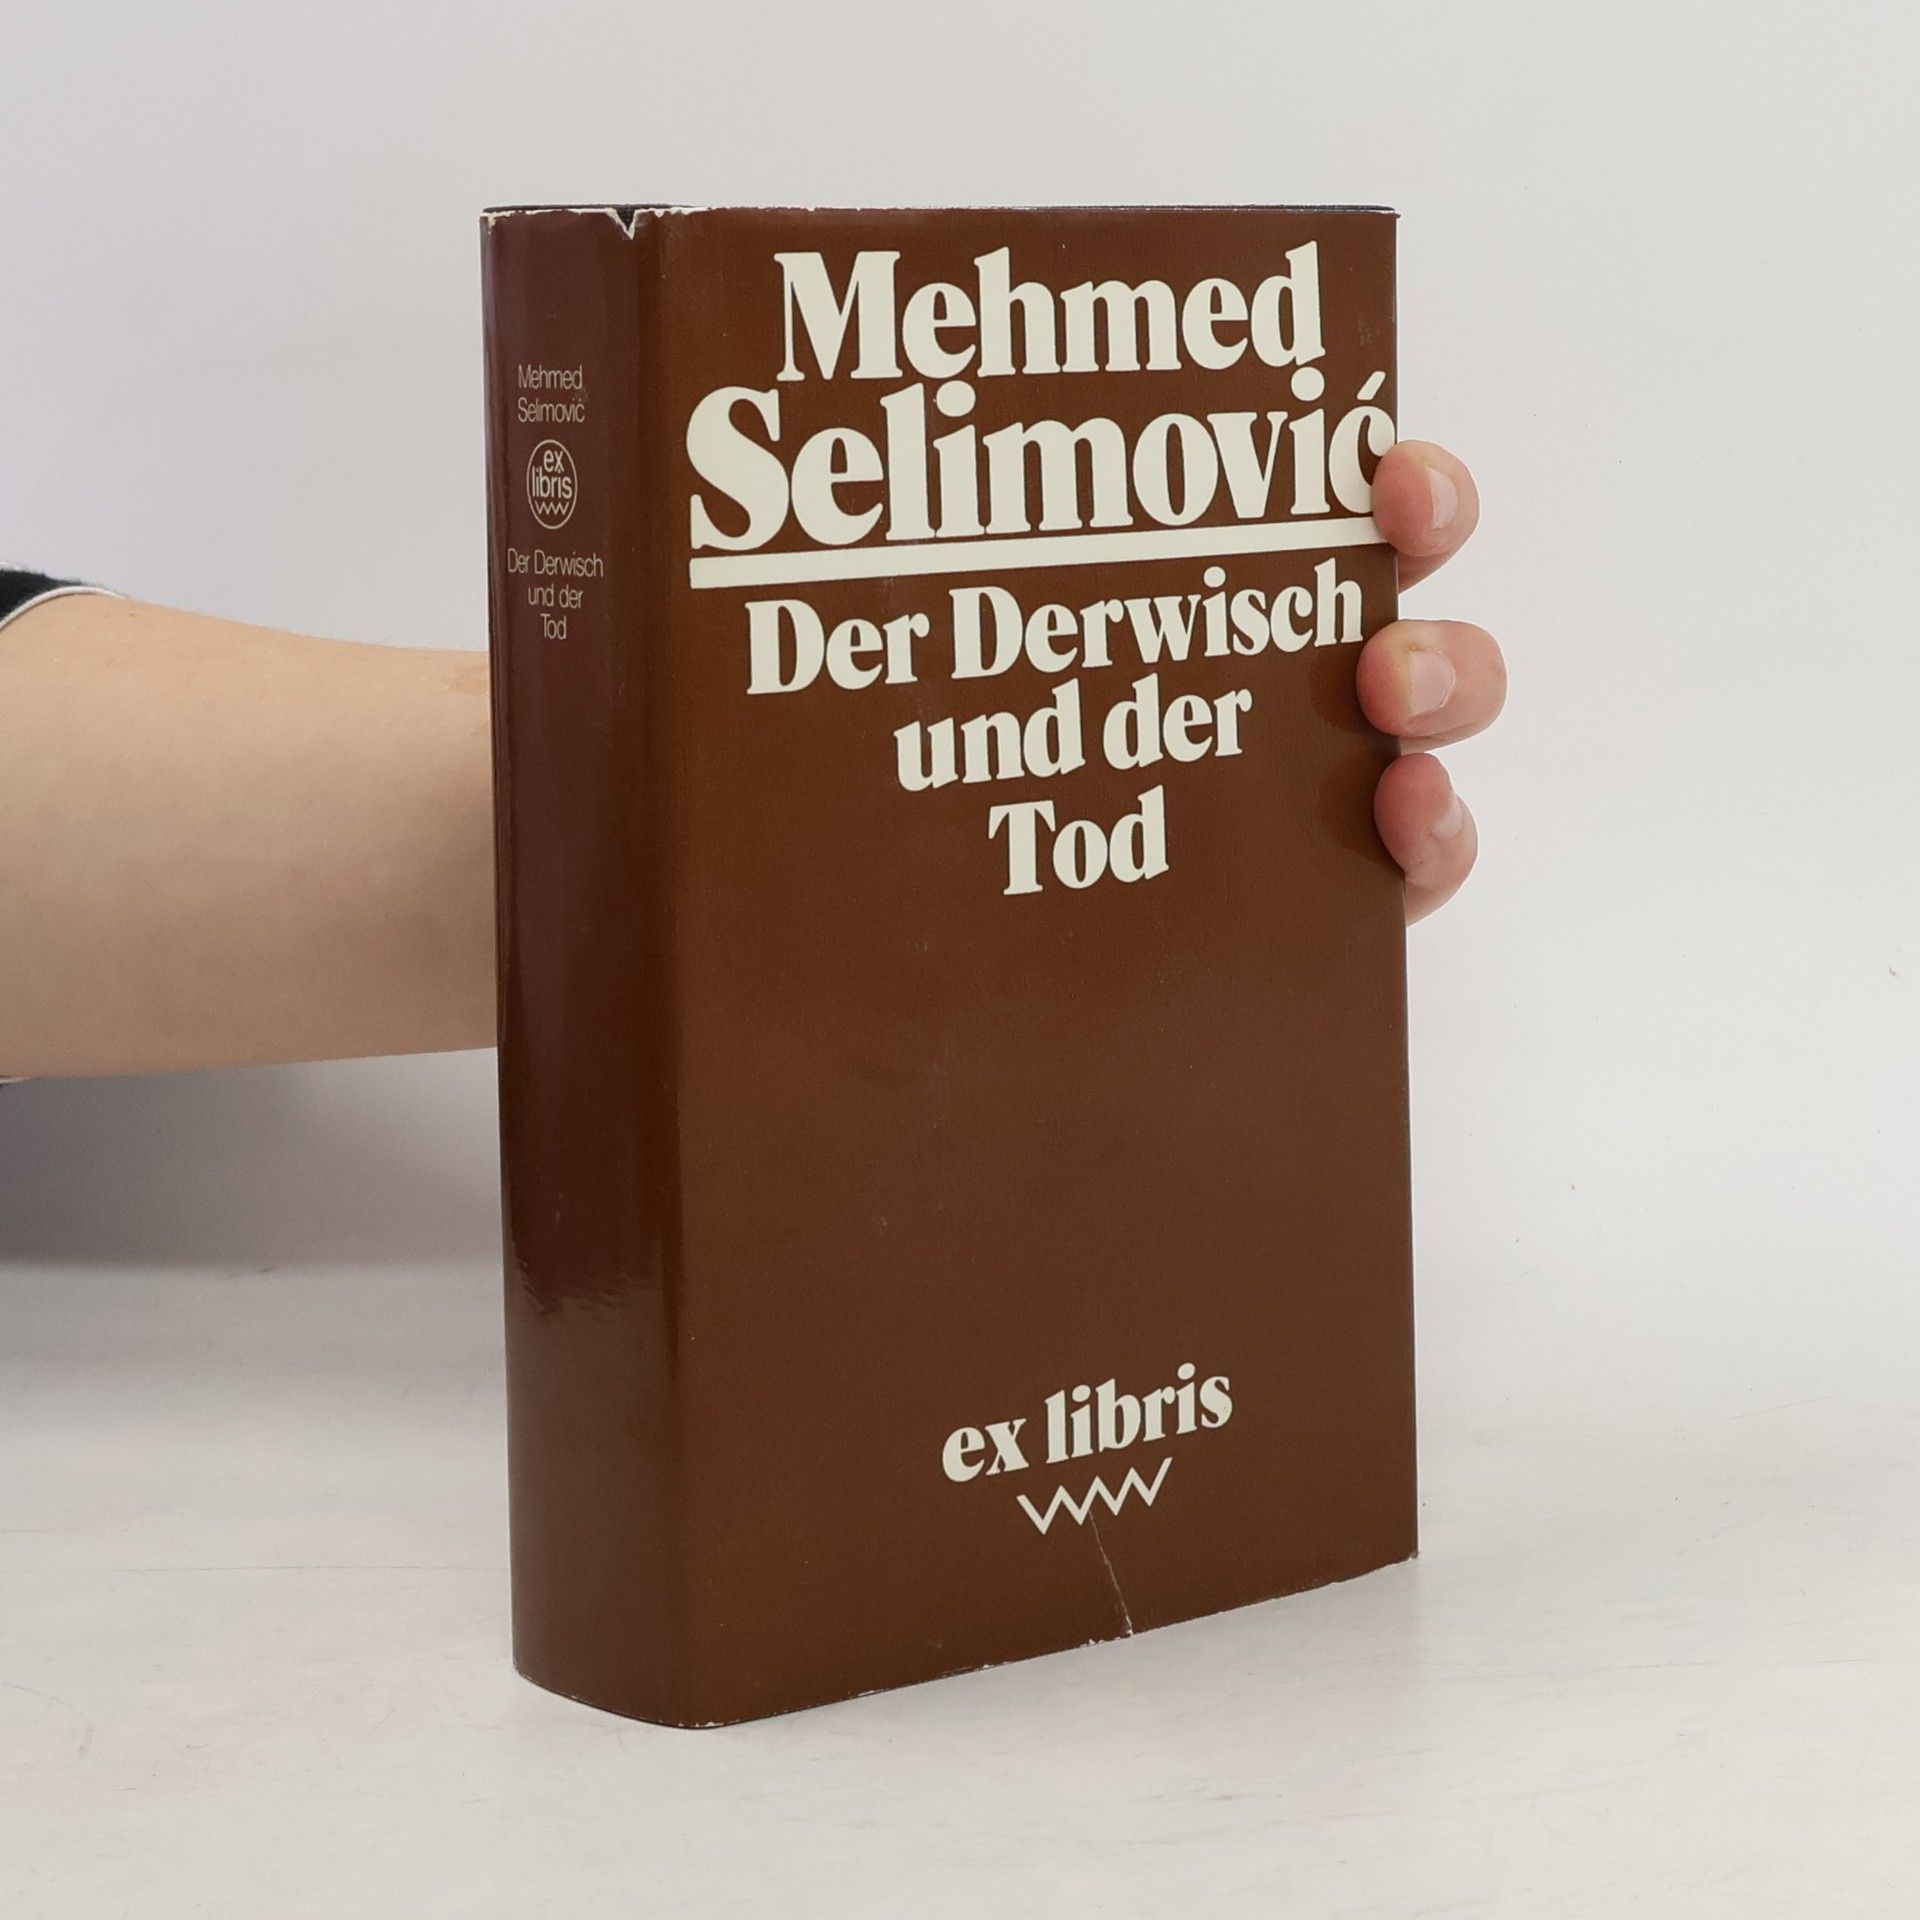 Mehmed
Selimović
ex
libris
Der Derwisch
und der
Tod
Mehmed
Selimović
Der Derwisch
und der
Tod
ex libris